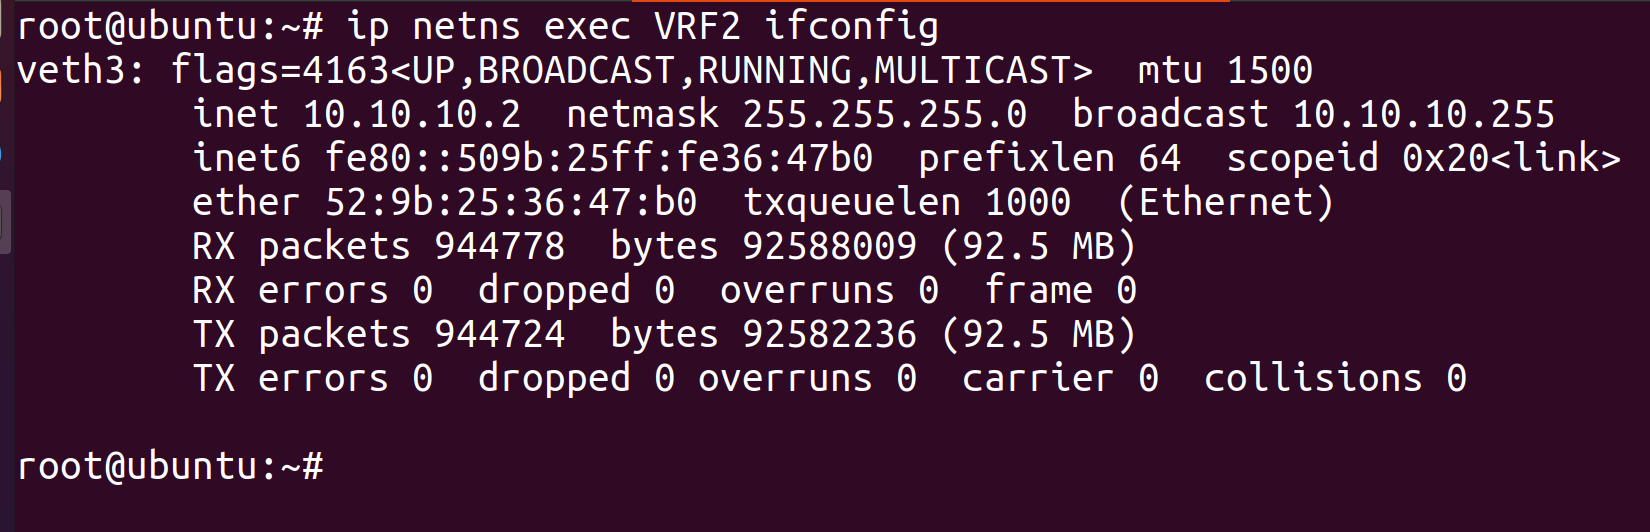 root@ubuntu:~# ip netns exec VRF2 ifconfig
veth3: flags=4163<UP,BROADCAST,RUNNING,MULTICAST>  mtu 1500
        inet 10.10.10.2  netmask 255.255.255.0  broadcast 10.10.10.255
        inet6 fe80::509b:25ff:fe36:47b0  prefixlen 64  scopeid 0x20<link>
        ether 52:9b:25:36:47:b0  txqueuelen 1000  (Ethernet)
        RX packets 944778  bytes 92588009 (92.5 MB)
        RX errors 0  dropped 0  overruns 0  frame 0
        TX packets 944724  bytes 92582236 (92.5 MB)
        TX errors 0  dropped 0 overruns 0  carrier 0  collisions 0

root@ubuntu:~#